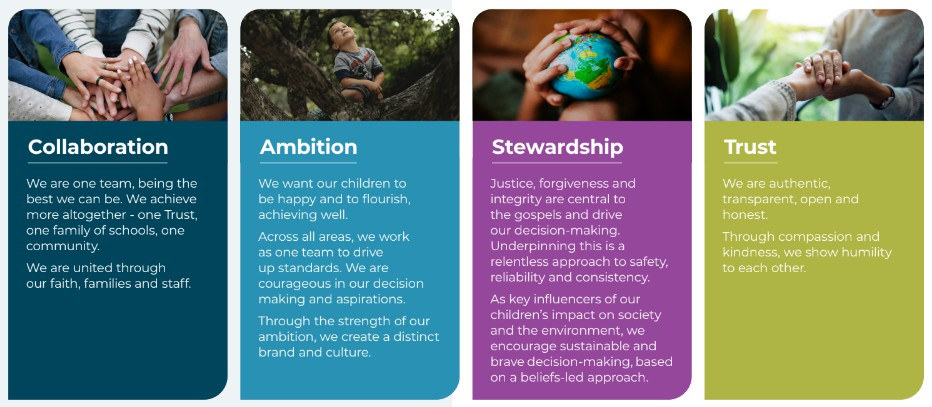 Collaboration
We are one team, being the
best we can be. We achieve
more altogether - one Trust,
one family of schools, one
community.
We are united through
our faith, families and staff.
Ambition
We want our children to
be happy and to flourish,
achieving well.
Across all areas, we work
as one team to drive
up standards. We are
courageous in our decision
making and aspirations.
Through the strength of our
ambition, we create a distinct
brand and culture.
Stewardship
Justice, forgiveness and
integrity are central to
the gospels and drive
our decision-making.
Underpinning this is a
relentless approach to safety,
reliability and consistency.
As key influencers of our
children's impact on society
and the environment, we
encourage sustainable and
brave decision-making, based
on a beliefs-led approach.
Trust
We are authentic,
transparent, open and
honest.
Through compassion and
kindness, we show humility
to each other.